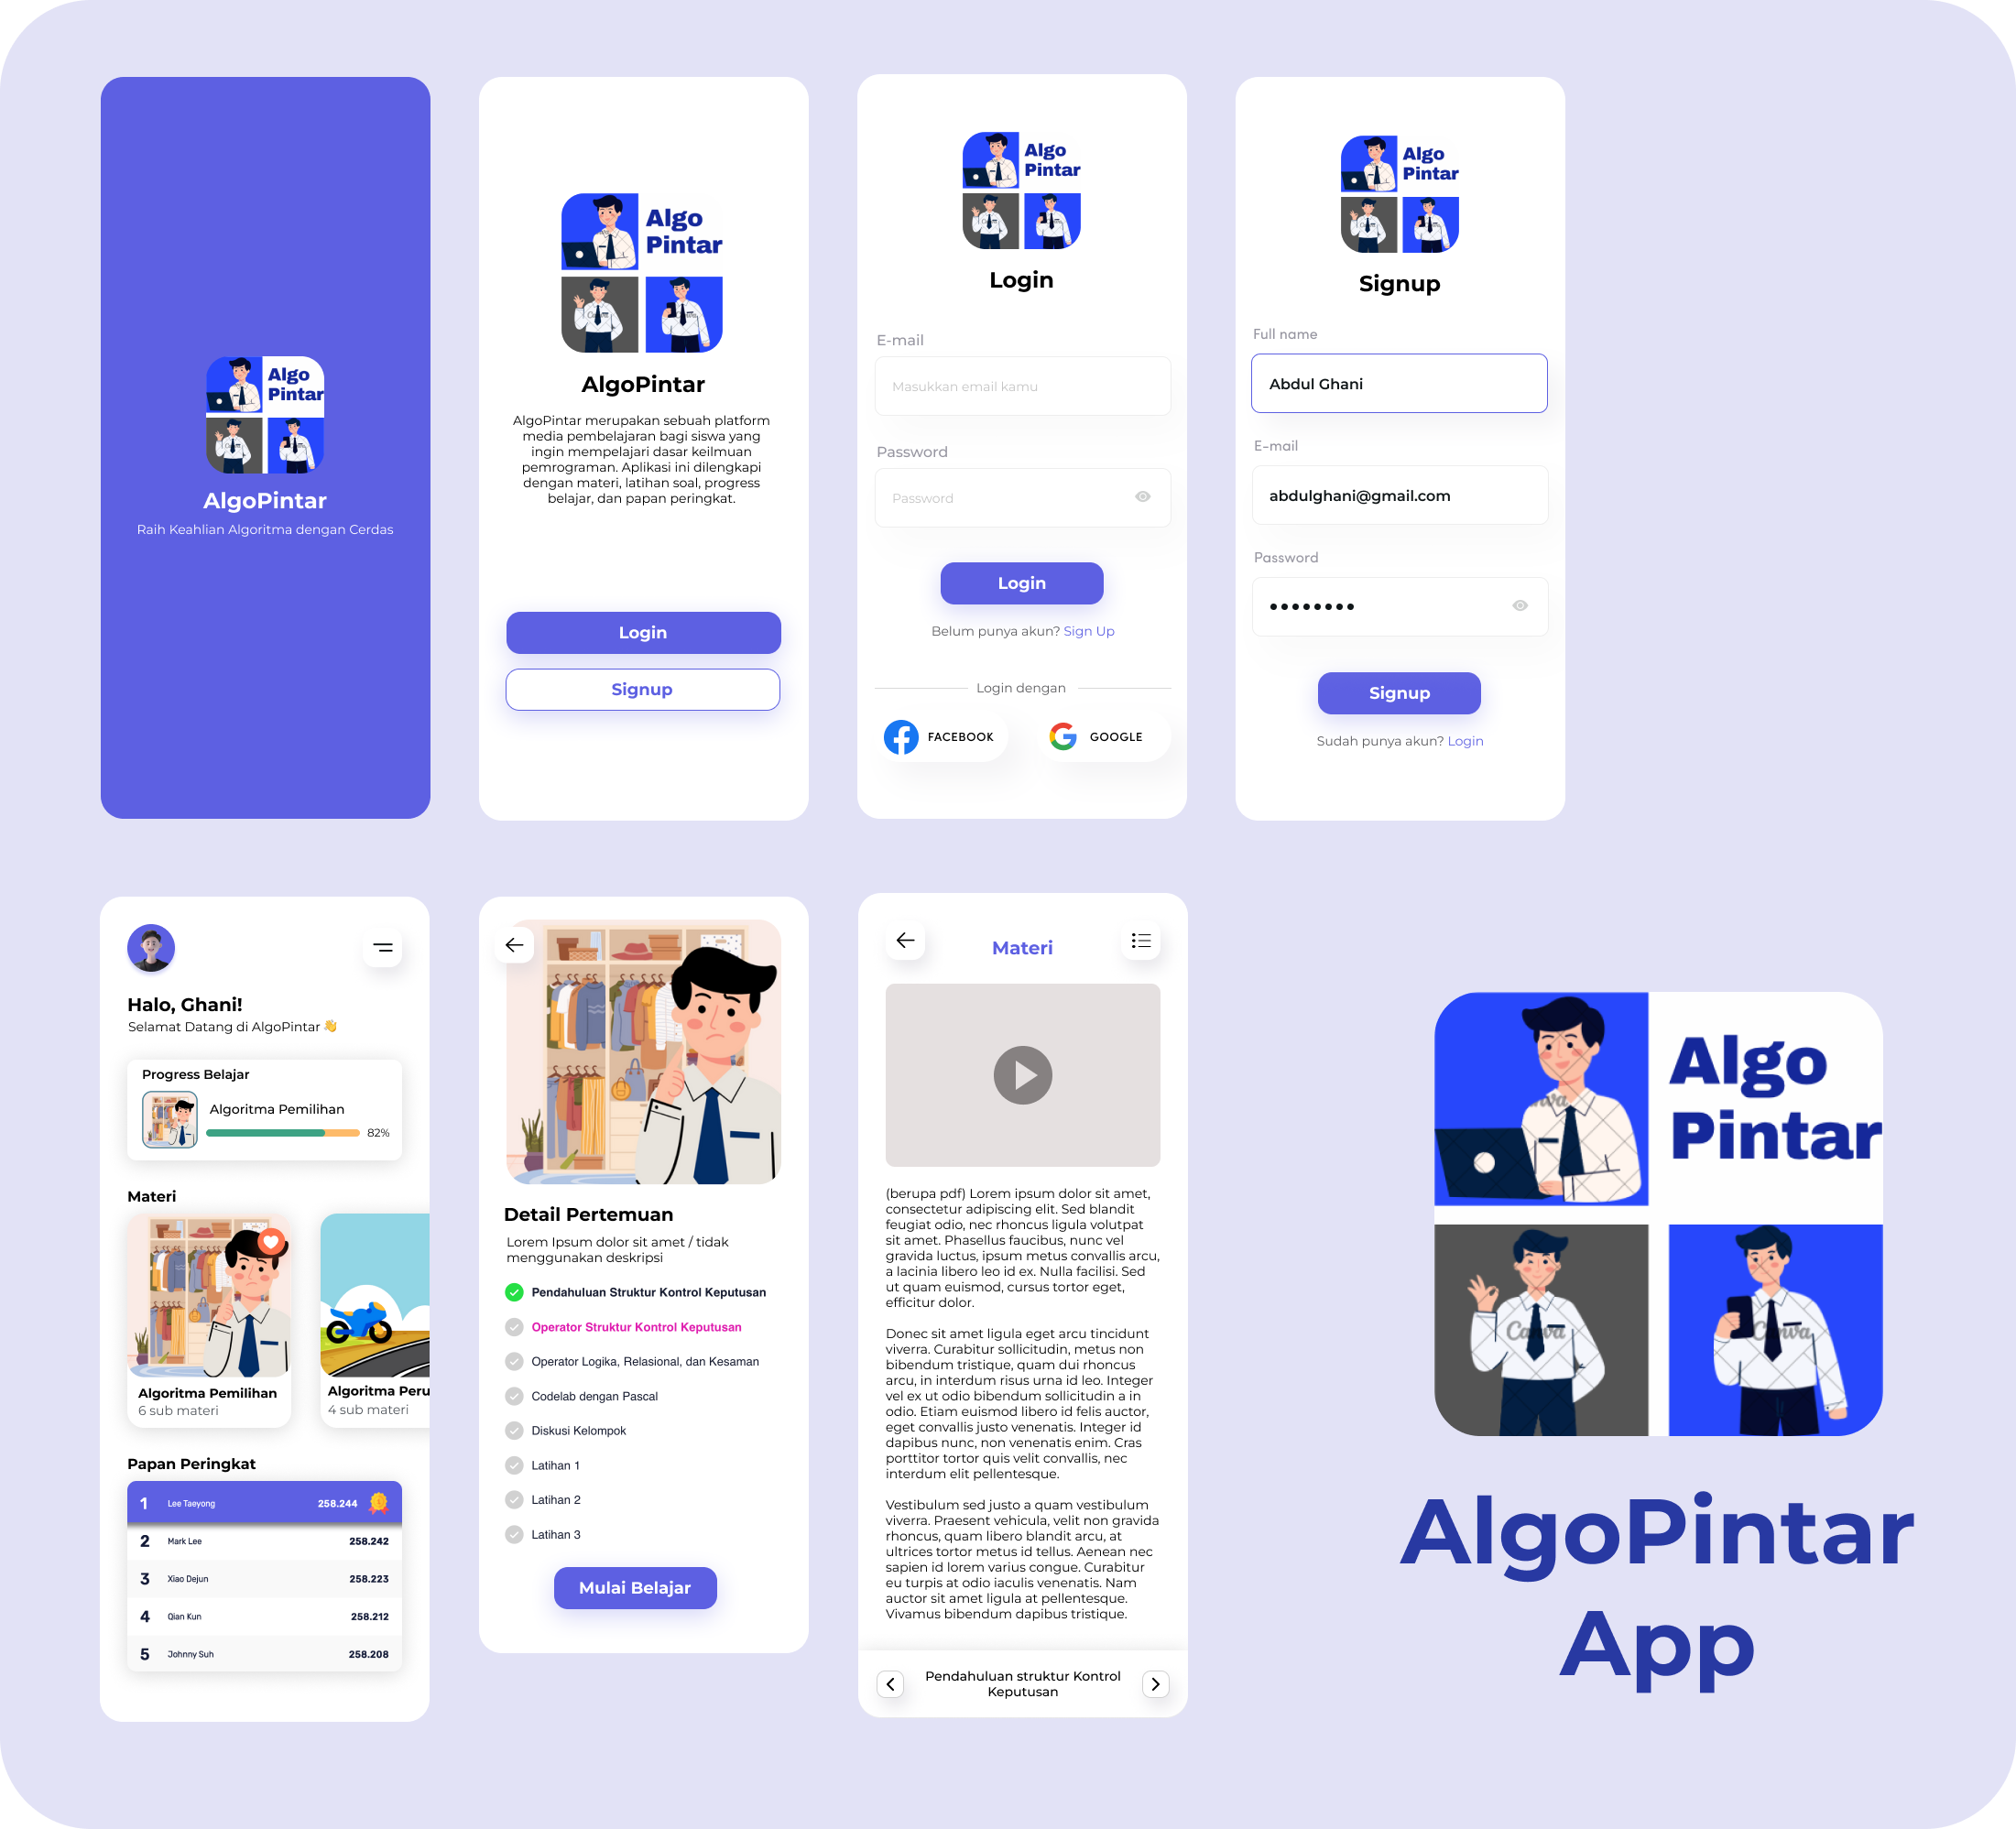 Algo
Pintar
AlgoPintar
Raih Keahlian Algoritma dengan Cerdas
Algo
Pintar
Canva
AlgoPintar
AlgoPintar merupakan sebuah platform
media pembelajaran bagi siswa yang
ingin mempelajari dasar keilmuan
pemrograman. Aplikasi ini dilengkapi
dengan materi, latihan soal, progress
belajar, dan papan peringkat.
Login
Signup
Algo
Pintar
Login
E-mail
Masukkan email kamu
Password
Password
Login
Belum punya akun? Sign Up
Login dengan
FACEBOOK
GOOGLE
Algo
Pintar
Signup
Full name
Abdul Ghani
E-mail
abdulghani@gmail.com
Password
Signup
Sudah punya akun? Login
Halo, Ghani!
Selamat Datang di AlgoPintar 👋
Progress Belajar
Algoritma Pemilihan
82%
Materi
Algoritma Pemilihan
6 sub materi
Algoritma Peru
4 sub materi
Papan Peringkat
1 Lee Taeyong 258.244
2 Mark Lee 258.242
3 Xiao Dejun 258.223
4 Qian Kun 258.212
5 Johnny Suh 258.208
Detail Pertemuan
Lorem Ipsum dolor sit amet / tidak
menggunakan deskripsi
Pendahuluan Struktur Kontrol Keputusan
Operator Struktur Kontrol Keputusan
Operator Logika, Relasional, dan Kesaman
Codelab dengan Pascal
Diskusi Kelompok
Latihan 1
Latihan 2
Latihan 3
Mulai Belajar
Materi
(berupa pdf) Lorem ipsum dolor sit amet,
consectetur adipiscing elit. Sed blandit
feugiat odio, nec rhoncus ligula volutpat
sit amet. Phasellus faucibus, nunc vel
gravida luctus, ipsum metus convallis arcu,
a lacinia libero leo id ex. Nulla facilisi. Sed
ut quam euismod, cursus tortor eget,
efficitur dolor.
Donec sit amet ligula eget arcu tincidunt
viverra. Curabitur sollicitudin, metus non
bibendum tristique, quam dui rhoncus
arcu, in interdum risus urna id leo. Integer
vel ex ut odio bibendum sollicitudin a in
odio. Etiam euismod libero id felis auctor,
eget convallis justo venenatis. Integer id
dapibus nunc, non venenatis enim. Cras
porttitor tortor quis velit convallis, nec
interdum elit pellentesque.
Vestibulum sed justo a quam vestibulum
viverra. Praesent vehicula, velit non gravida
rhoncus, quam libero blandit arcu, at
ultrices tortor metus id tellus. Aenean nec
sapien id lorem varius congue. Curabitur
eu turpis at odio iaculis venenatis. Nam
auctor sit amet ligula at pellentesque.
Vivamus bibendum dapibus tristique.
Pendahuluan struktur Kontrol
Keputusan
Algo
Pintar
Canva
Canva
AlgoPintar
App